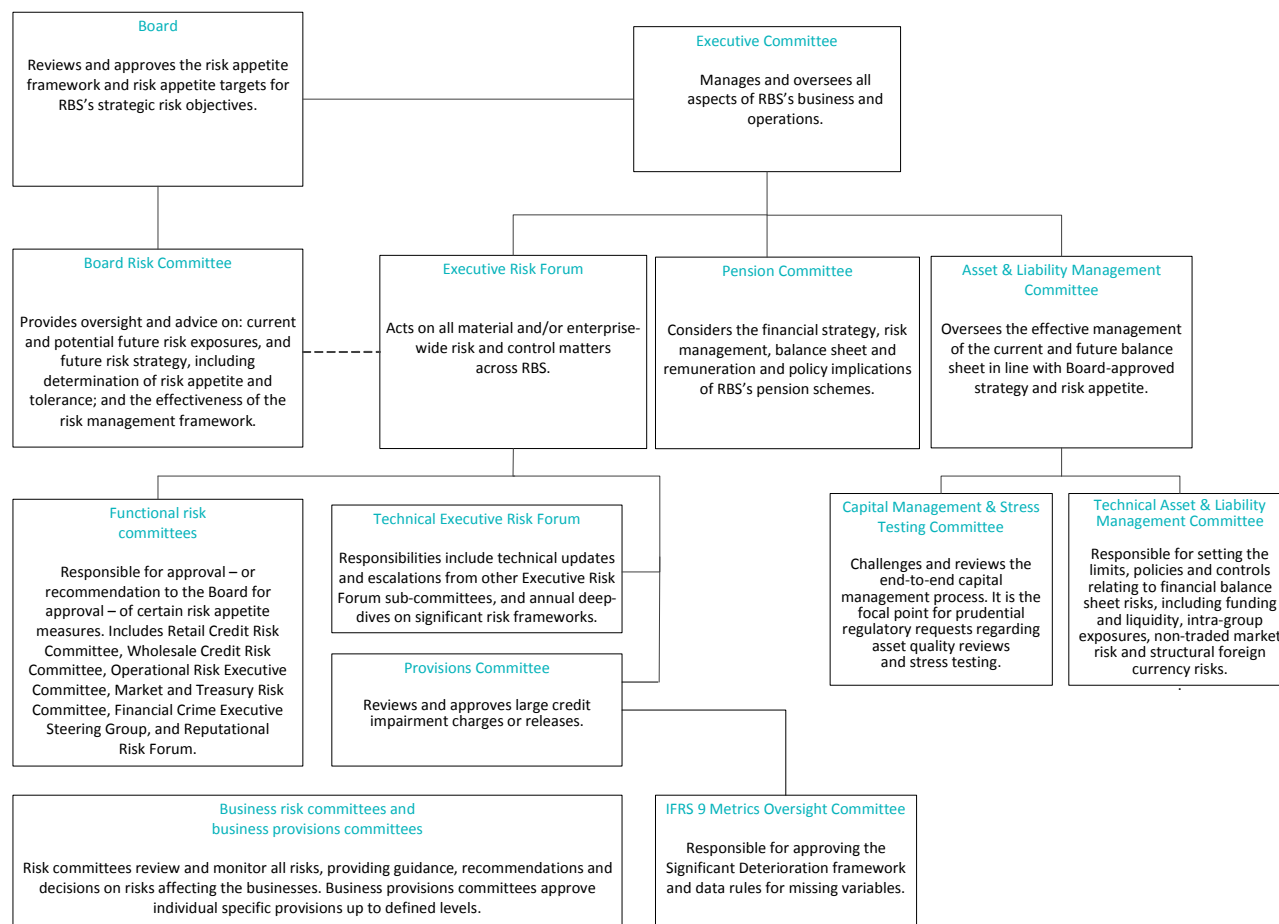 Board
Reviews and approves the risk appetite
framework and risk appetite targets for
RBS's strategic risk objectives.
Executive Committee
Manages and oversees all
aspects of RBS's business and
operations.
Board Risk Committee
Provides oversight and advice on: current
and potential future risk exposures, and
future risk strategy, including
determination of risk appetite and
tolerance; and the effectiveness of the
risk management framework.
Executive Risk Forum
Acts on all material and/or enterprise-
wide risk and control matters
across RBS.
Pension Committee
Considers the financial strategy, risk
management, balance sheet and
remuneration and policy implications
of RBS's pension schemes.
Asset & Liability Management
Committee
Oversees the effective management
of the current and future balance
sheet in line with Board-approved
strategy and risk appetite.
Functional risk
committees
Responsible for approval – or
recommendation to the Board for
approval – of certain risk appetite
measures. Includes Retail Credit Risk
Committee, Wholesale Credit Risk
Committee, Operational Risk Executive
Committee, Market and Treasury Risk
Committee, Financial Crime Executive
Steering Group, and Reputational
Risk Forum.
Technical Executive Risk Forum
Responsibilities include technical updates
and escalations from other Executive Risk
Forum sub-committees, and annual deep-
dives on significant risk frameworks.
Provisions Committee
Reviews and approves large credit
impairment charges or releases.
Capital Management & Stress
Testing Committee
Challenges and reviews the
end-to-end capital
management process. It is the
focal point for prudential
regulatory requests regarding
asset quality reviews
and stress testing.
Technical Asset & Liability
Management Committee
Responsible for setting the
limits, policies and controls
relating to financial balance
sheet risks, including funding
and liquidity, intra-group
exposures, non-traded market
risk and structural foreign
currency risks.
.
Business risk committees and
business provisions committees
Risk committees review and monitor all risks, providing guidance, recommendations and
decisions on risks affecting the businesses. Business provisions committees approve
individual specific provisions up to defined levels.
IFRS 9 Metrics Oversight Committee
Responsible for approving the
Significant Deterioration framework
and data rules for missing variables.